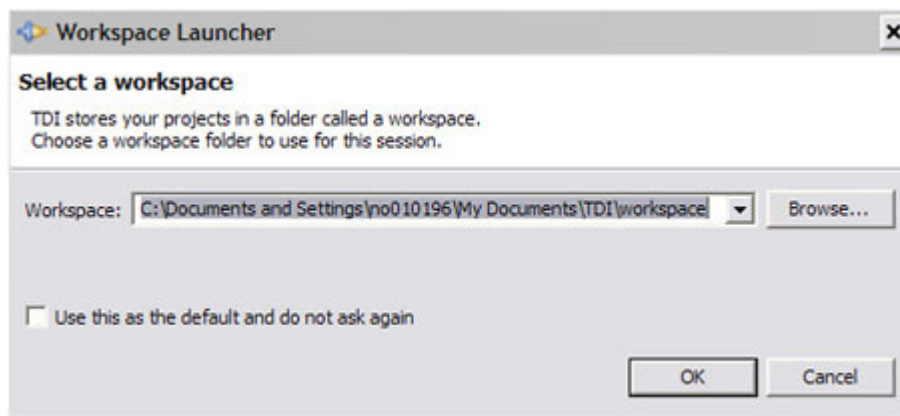 Workspace Launcher
Select a workspace
TDI stores your projects in a folder called a workspace.
Choose a workspace folder to use for this session.
Workspace: C:\Documents and Settings\no010196\My Documents\TDI\workspace Browse...
Use this as the default and do not ask again
OK Cancel